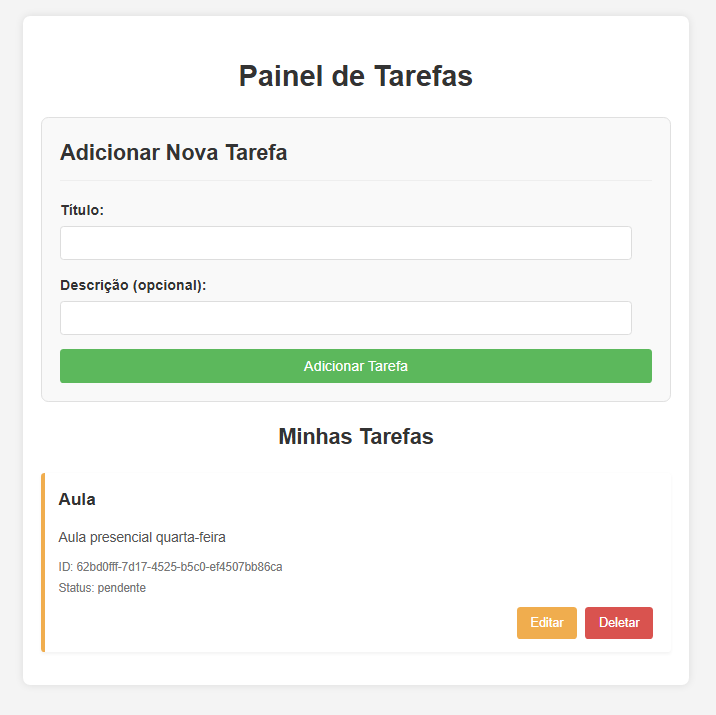 Painel de Tarefas
Adicionar Nova Tarefa
Título:
Descrição (opcional):
Adicionar Tarefa
Minhas Tarefas
Aula
Aula presencial quarta-feira
ID: 62bd0fff-7d17-4525-b5c0-ef4507bb86ca
Status: pendente
Editar Deletar